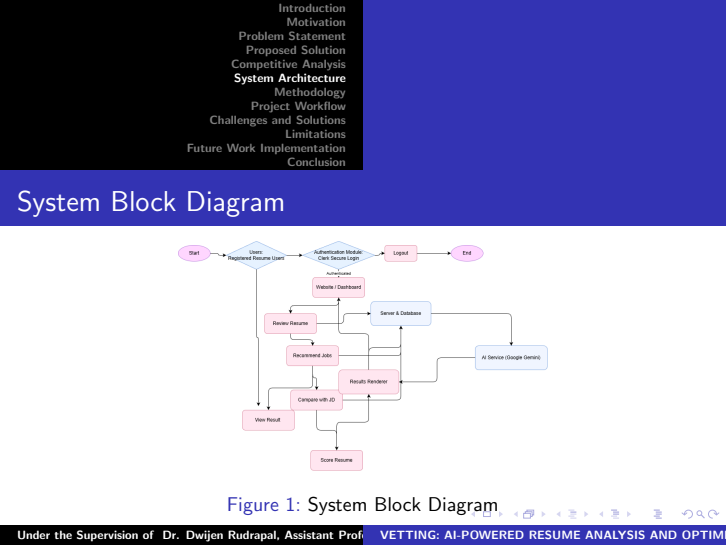 Introduction
Motivation
Problem Statement
Proposed Solution
Competitive Analysis
System Architecture
Methodology
Project Workflow
Challenges and Solutions
Limitations
Future Work Implementation
Conclusion
System Block Diagram
Start
Users:
Registered Resume Users
Authentication Module:
Clerk Secure Login
Logout
End
Authenticated
Website / Dashboard
Server & Database
Review Resume
Recommend Jobs
AI Service (Google Gemini)
Results Renderer
Compare with JD
View Result
Score Resume
Figure 1: System Block Diagram
Under the Supervision of Dr. Dwijen Rudrapal, Assistant Prof
VETTING: AI-POWERED RESUME ANALYSIS AND OPTIM